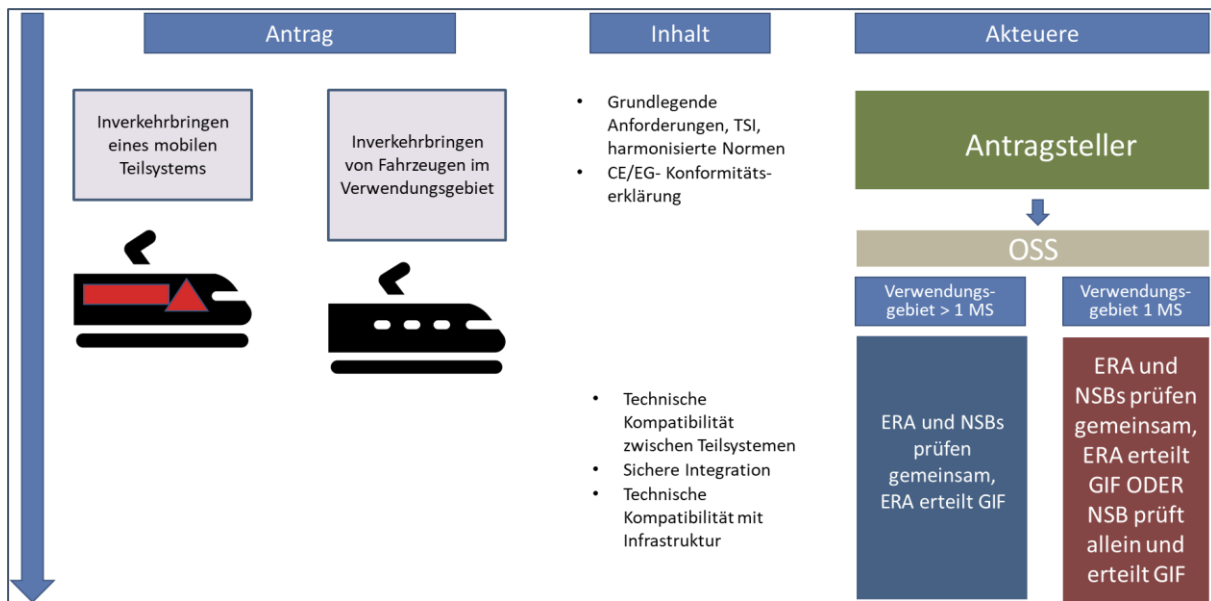 Antrag
Inhalt
Akteuere
Inverkehrbringen
eines mobilen
Teilsystems
Inverkehrbringen
von Fahrzeugen im
Verwendungsgebiet
• Grundlegende
Anforderungen, TSI,
harmonisierte Normen
• CE/EG- Konformitäts-
erklärung
• Technische
Kompatibilität
zwischen Teilsystemen
• Sichere Integration
• Technische
Kompatibilität mit
Infrastruktur
Antragsteller
OSS
Verwendungs-
gebiet > 1 MS
Verwendungs-
gebiet 1 MS
ERA und NSBs
prüfen
gemeinsam,
ERA erteilt GIF
ERA und
NSBs prüfen
gemeinsam,
ERA erteilt
GIF ODER
NSB prüft
allein und
erteilt GIF